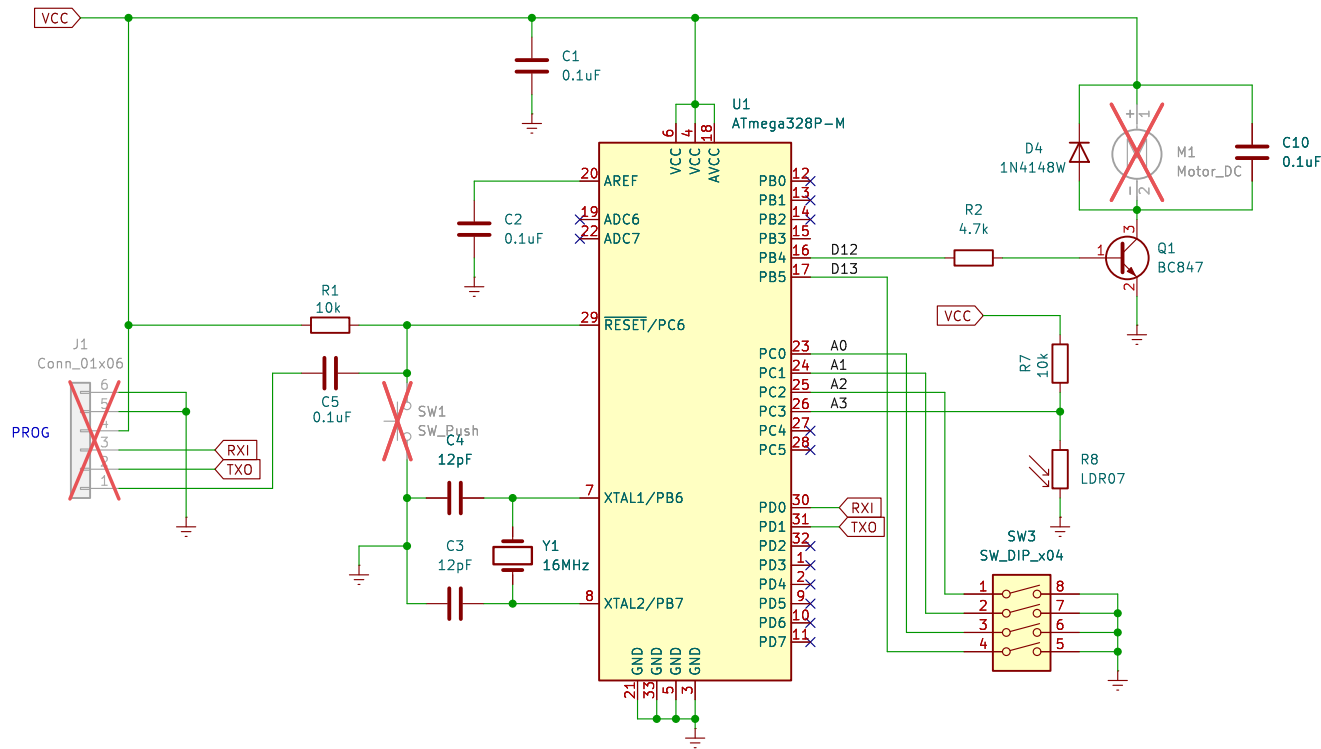 VCC
C1
0.1uF
U1
ATmega328P-M
6
4
18
VCC
VCC
AVCC
20
AREF
19
ADC6
22
ADC7
C2
0.1uF
29
RESET/PC6
R1
10k
C5
0.1uF
J1
Conn_01x06
6
5
4
3
2
1
PROG
RXI
TXO
SW1
SW_Push
C4
12pF
C3
12pF
Y1
16MHz
7
XTAL1/PB6
8
XTAL2/PB7
GND
GND
GND
GND
21
33
5
3
PB0
12
PB1
13
PB2
14
PB3
15
PB4
16
D12
PB5
17
D13
PC0
23
A0
PC1
24
A1
PC2
25
A2
PC3
26
A3
PC4
27
PC5
28
PD0
30
RXI
PD1
31
TXO
PD2
32
PD3
1
PD4
2
PD5
9
PD6
10
PD7
11
D4
1N4148W
+
1
M1
Motor_DC
-
2
C10
0.1uF
R2
4.7k
3
1
2
Q1
BC847
VCC
R7
10k
R8
LDR07
SW3
SW_DIP_x04
1
8
2
7
3
6
4
5